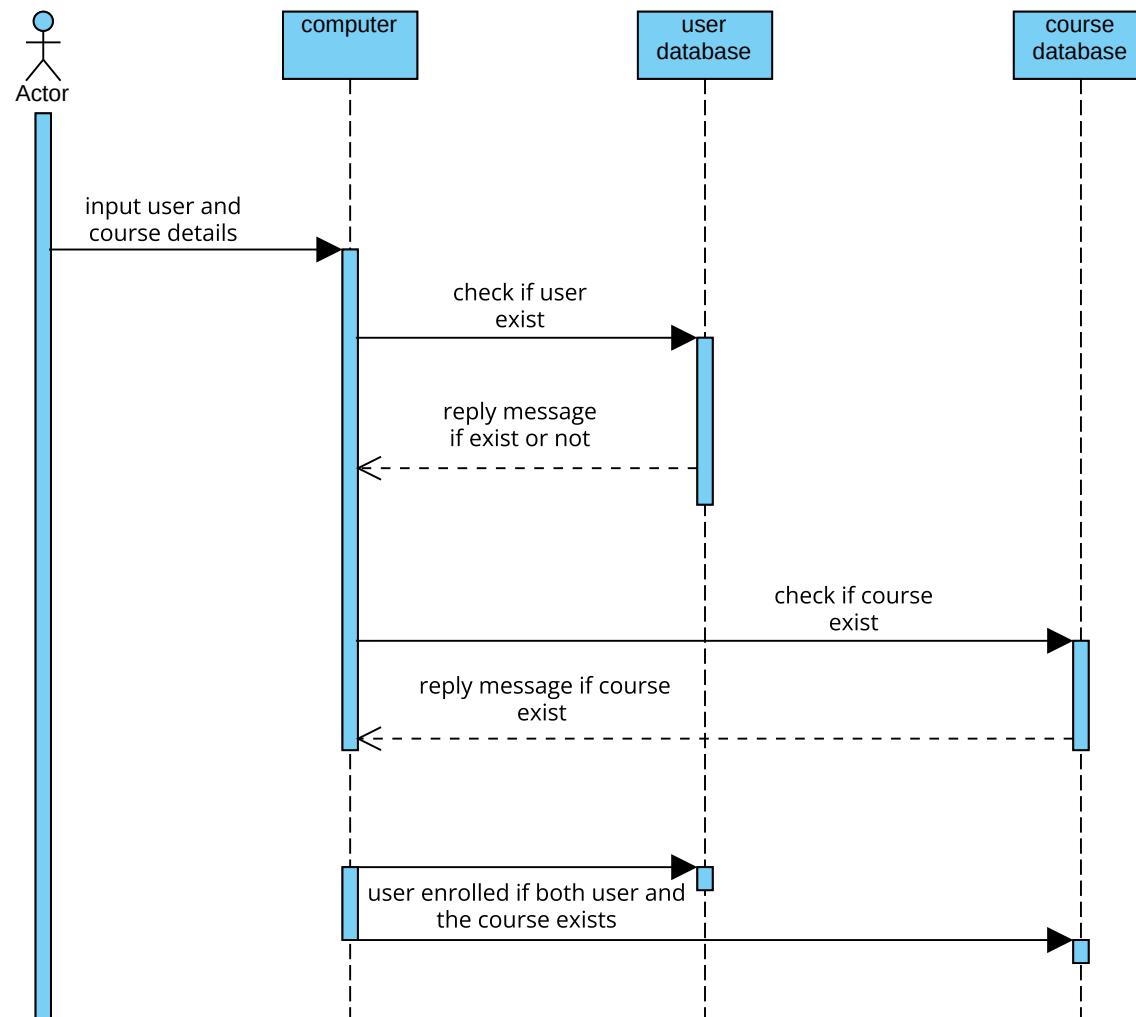 computer
user
database
course
database
Actor
input user and
course details
check if user
exist
reply message
if exist or not
check if course
exist
reply message if course
exist
user enrolled if both user and
the course exists